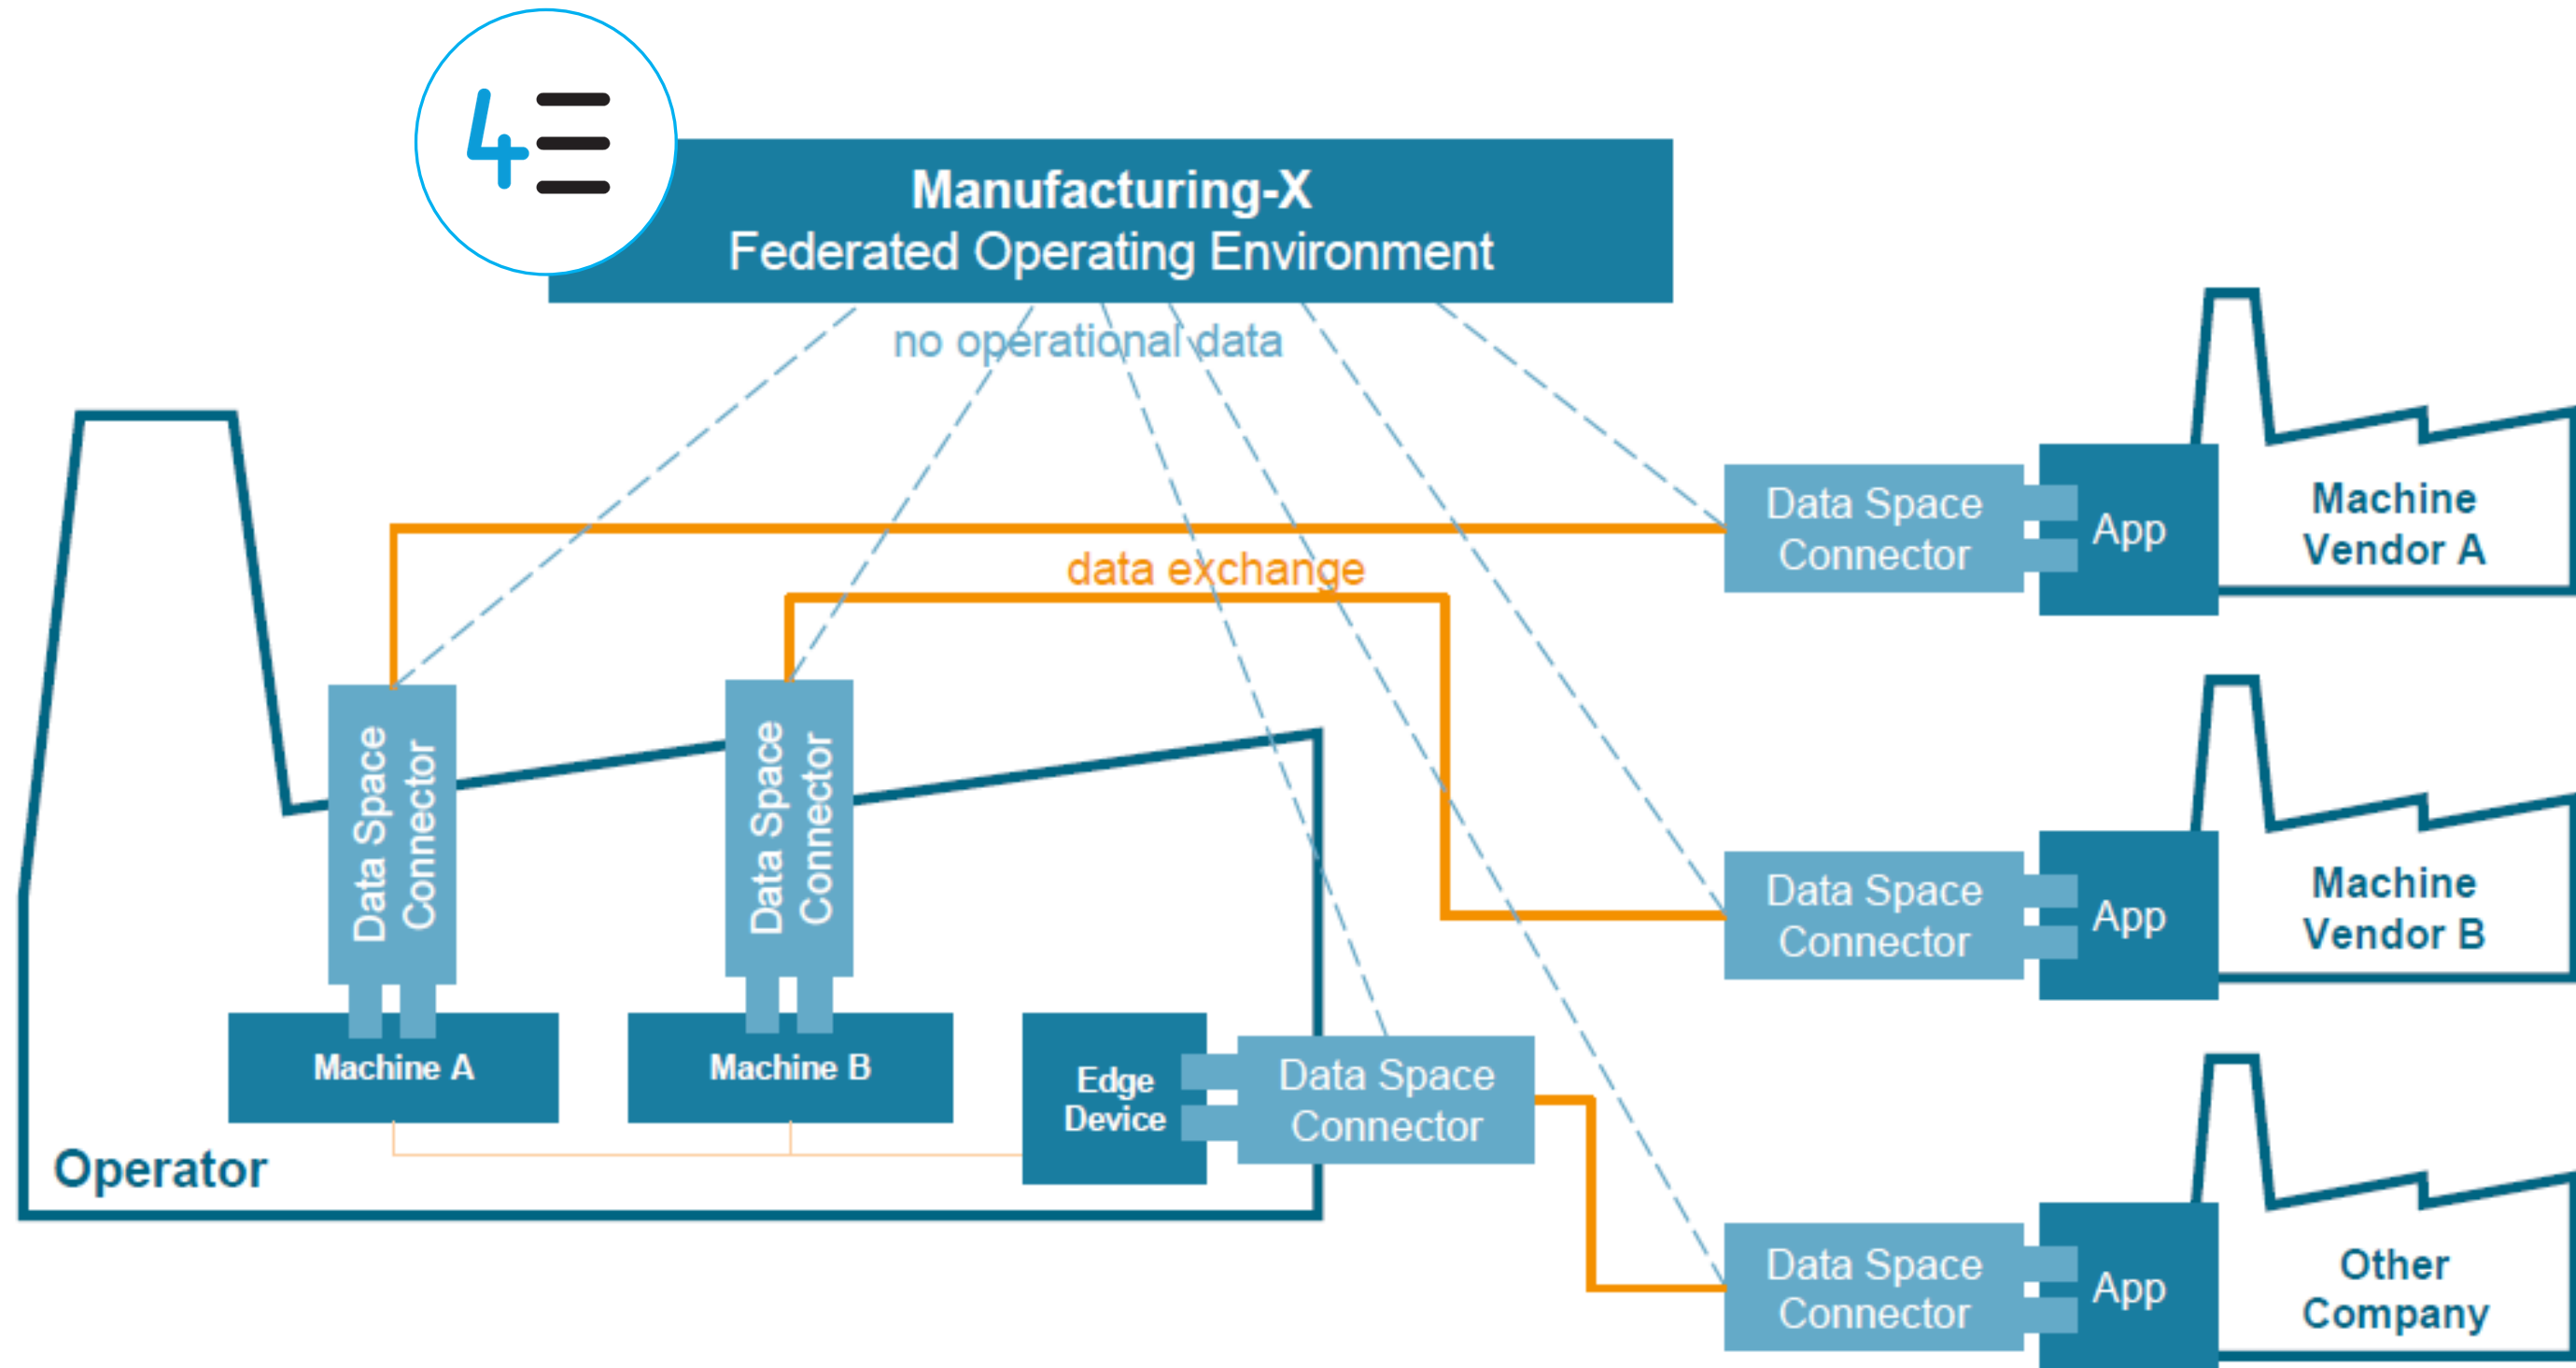 4
Manufacturing-X
Federated Operating Environment
no operational data
data exchange
Data Space
Connector
App
Machine
Vendor A
Data Space
Connector
Data Space
Connector
Data Space
Connector
App
Machine
Vendor B
Machine A
Machine B
Edge
Device
Data Space
Connector
Operator
Data Space
Connector
App
Other
Company